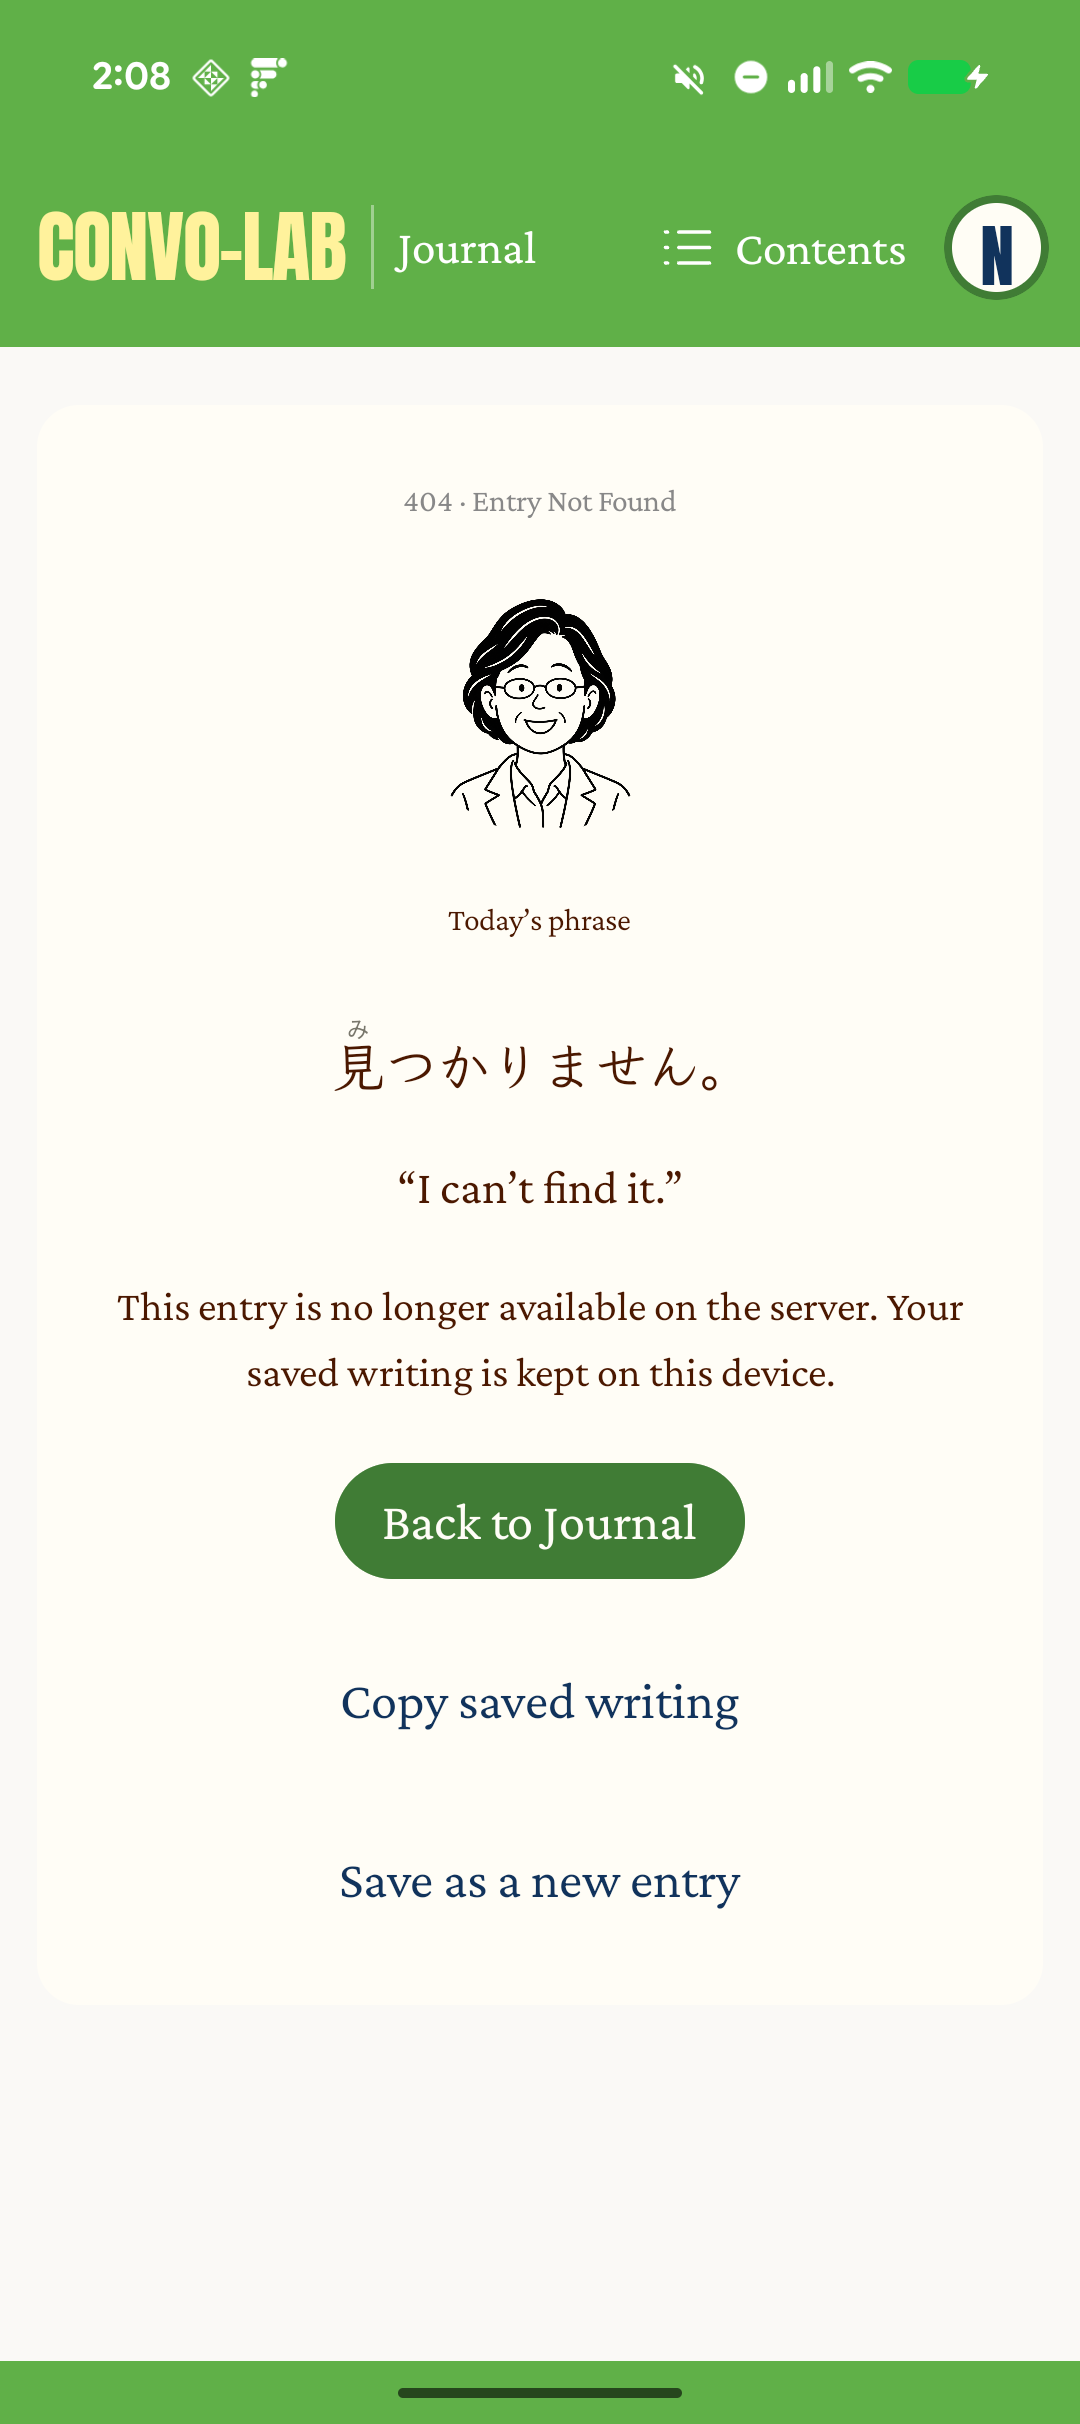 2:08
CONVO-LAB
Journal
Contents
N
404 · Entry Not Found
Today’s phrase
み
見つかりません。
“I can’t find it.”
This entry is no longer available on the server. Your
saved writing is kept on this device.
Back to Journal
Copy saved writing
Save as a new entry